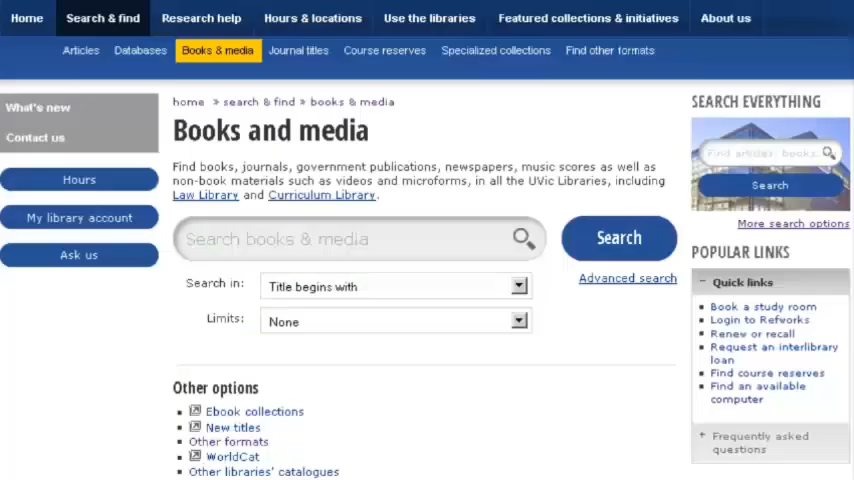 Home Search & find Research help Hours & locations Use the libraries Featured collections & initiatives About us
Articles Databases Books & media Journal titles Course reserves Specialized collections Find other formats
What's new
Contact us
Hours
My library account
Ask us
home » search & find » books & media
Books and media
Find books, journals, government publications, newspapers, music scores as well as
non-book materials such as videos and microforms, in all the UVic Libraries, including
Law Library and Curriculum Library.
Search books & media
Search
Advanced search
Search in: Title begins with
Limits: None
Other options
Ebook collections
New titles
Other formats
WorldCat
Other libraries' catalogues
SEARCH EVERYTHING
Find articles, books,
Search
More search options
POPULAR LINKS
− Quick links
Book a study room
Login to Refworks
Renew or recall
Request an interlibrary
loan
Find course reserves
Find an available
computer
+ Frequently asked
questions